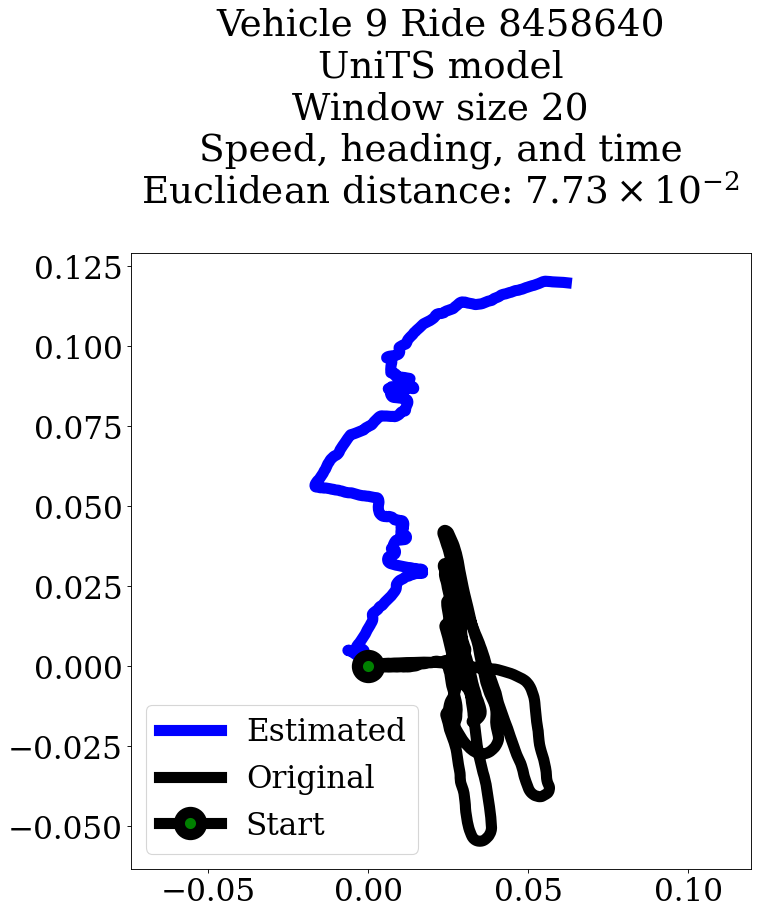 Vehicle 9 Ride 8458640
UniTS model
Window size 20
Speed, heading, and time
Euclidean distance: 7.73 × 10⁻²
0.125
0.100
0.075
0.050
0.025
0.000
−0.025
−0.050
Estimated
Original
Start
−0.05 0.00 0.05 0.10